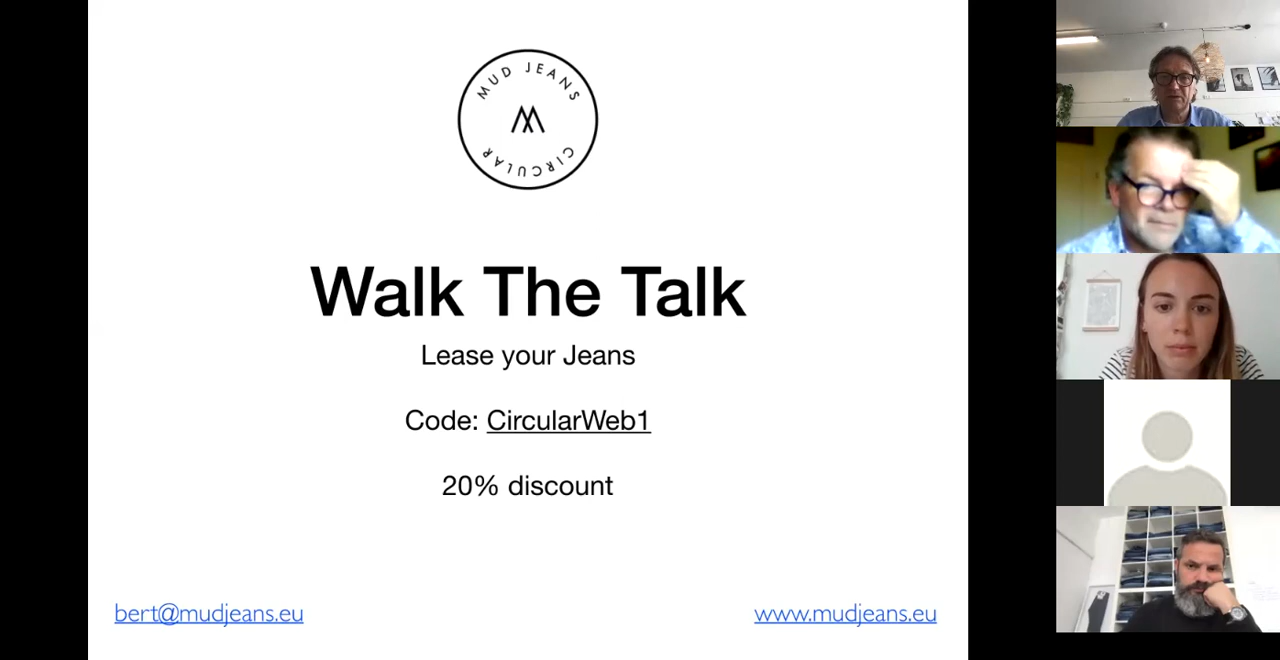 MUD JEANS
CIRCULAR
Walk The Talk
Lease your Jeans
Code: CircularWeb1
20% discount
bert@mudjeans.eu
www.mudjeans.eu